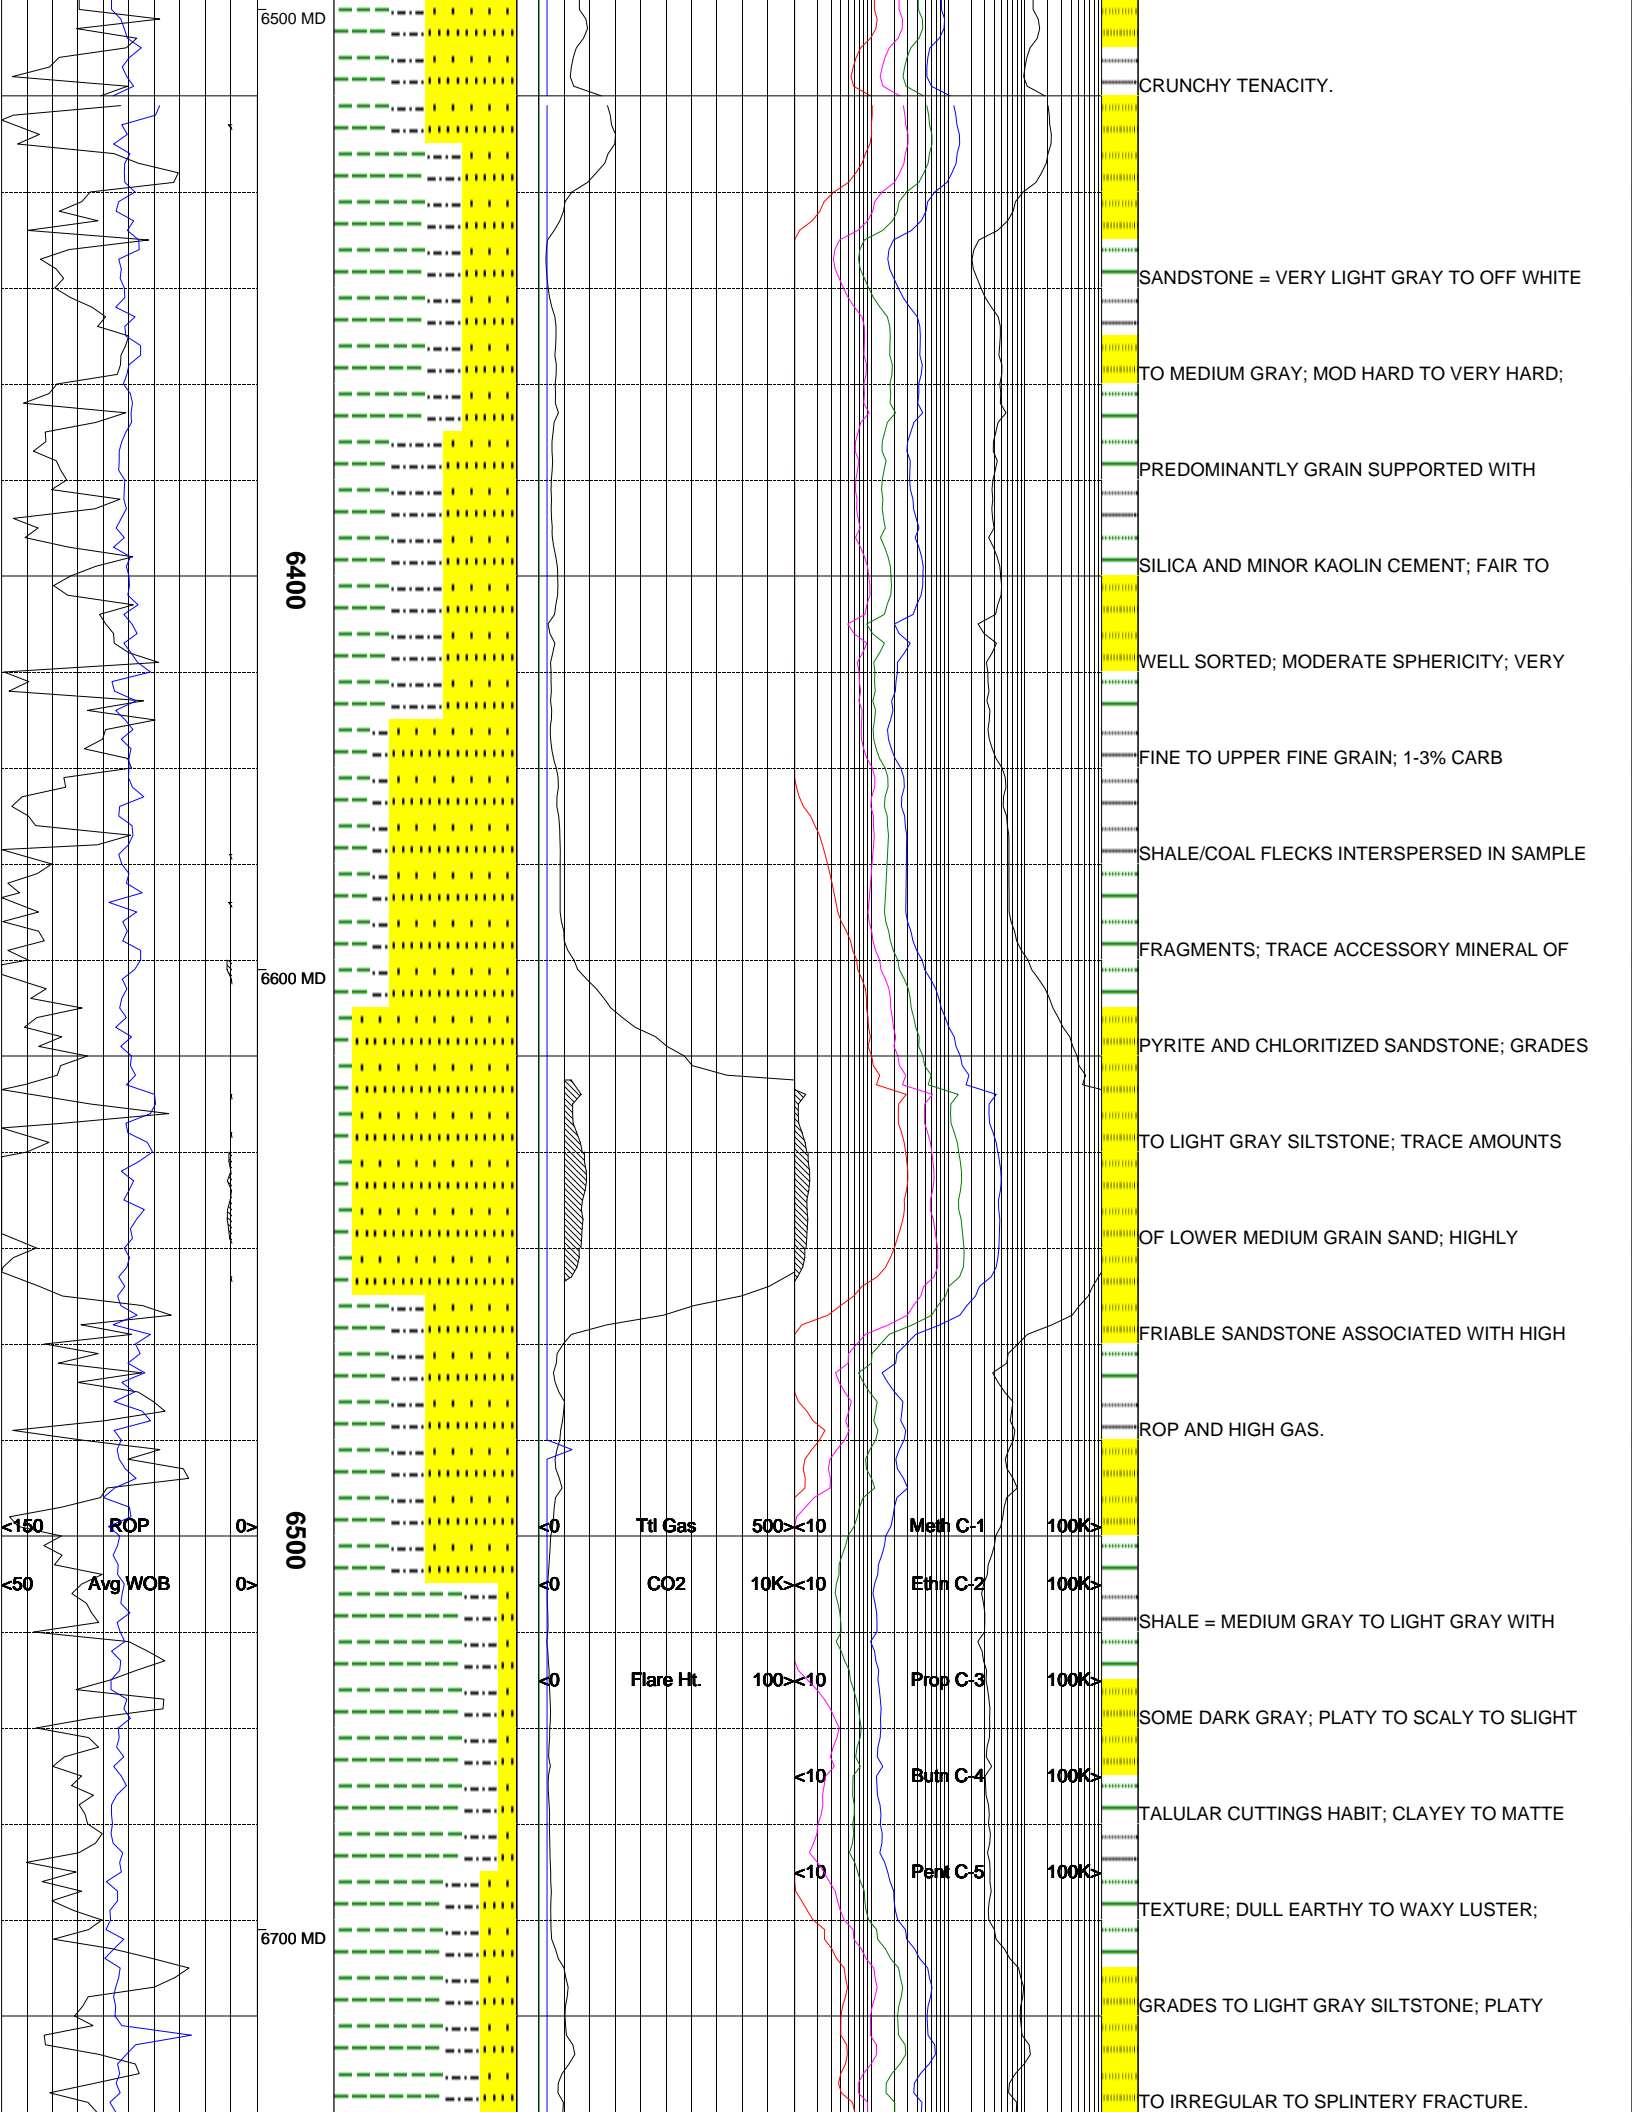 6500 MD
CRUNCHY TENACITY.
SANDSTONE = VERY LIGHT GRAY TO OFF WHITE
TO MEDIUM GRAY; MOD HARD TO VERY HARD;
PREDOMINANTLY GRAIN SUPPORTED WITH
6400
SILICA AND MINOR KAOLIN CEMENT; FAIR TO
WELL SORTED; MODERATE SPHERICITY; VERY
FINE TO UPPER FINE GRAIN; 1-3% CARB
SHALE/COAL FLECKS INTERSPERSED IN SAMPLE
FRAGMENTS; TRACE ACCESSORY MINERAL OF
6600 MD
PYRITE AND CHLORITIZED SANDSTONE; GRADES
TO LIGHT GRAY SILTSTONE; TRACE AMOUNTS
OF LOWER MEDIUM GRAIN SAND; HIGHLY
FRIABLE SANDSTONE ASSOCIATED WITH HIGH
ROP AND HIGH GAS.
<150 ROP 0> <0 Ttl Gas 500> <10 Meth C-1 100K>
6500
<50 Avg WOB 0> <0 CO2 10K> <10 Ethn C-2 100K>
SHALE = MEDIUM GRAY TO LIGHT GRAY WITH
<0 Flare Ht. 100> <10 Prop C-3 100K>
SOME DARK GRAY; PLATY TO SCALY TO SLIGHT
<10 Butn C-4 100K>
TALULAR CUTTINGS HABIT; CLAYEY TO MATTE
<10 Pent C-5 100K>
TEXTURE; DULL EARTHY TO WAXY LUSTER;
6700 MD
GRADES TO LIGHT GRAY SILTSTONE; PLATY
TO IRREGULAR TO SPLINTERY FRACTURE.